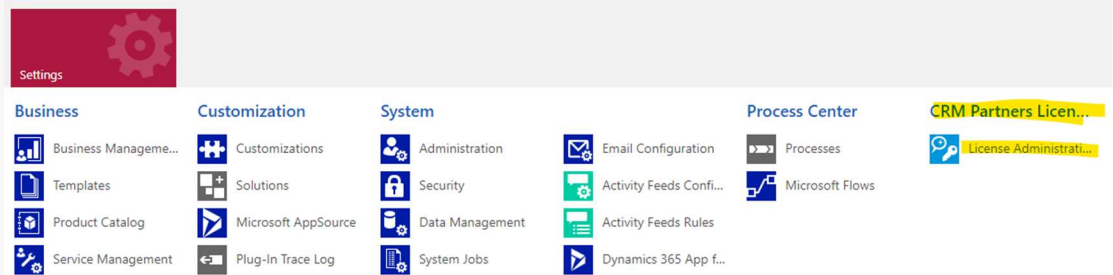 Settings
Business
Business Manageme...
Templates
Product Catalog
Service Management
Customization
Customizations
Solutions
Microsoft AppSource
Plug-In Trace Log
System
Administration
Security
Data Management
System Jobs
Email Configuration
Activity Feeds Confi...
Activity Feeds Rules
Dynamics 365 App f...
Process Center
Processes
Microsoft Flows
CRM Partners Licen...
License Administrati...